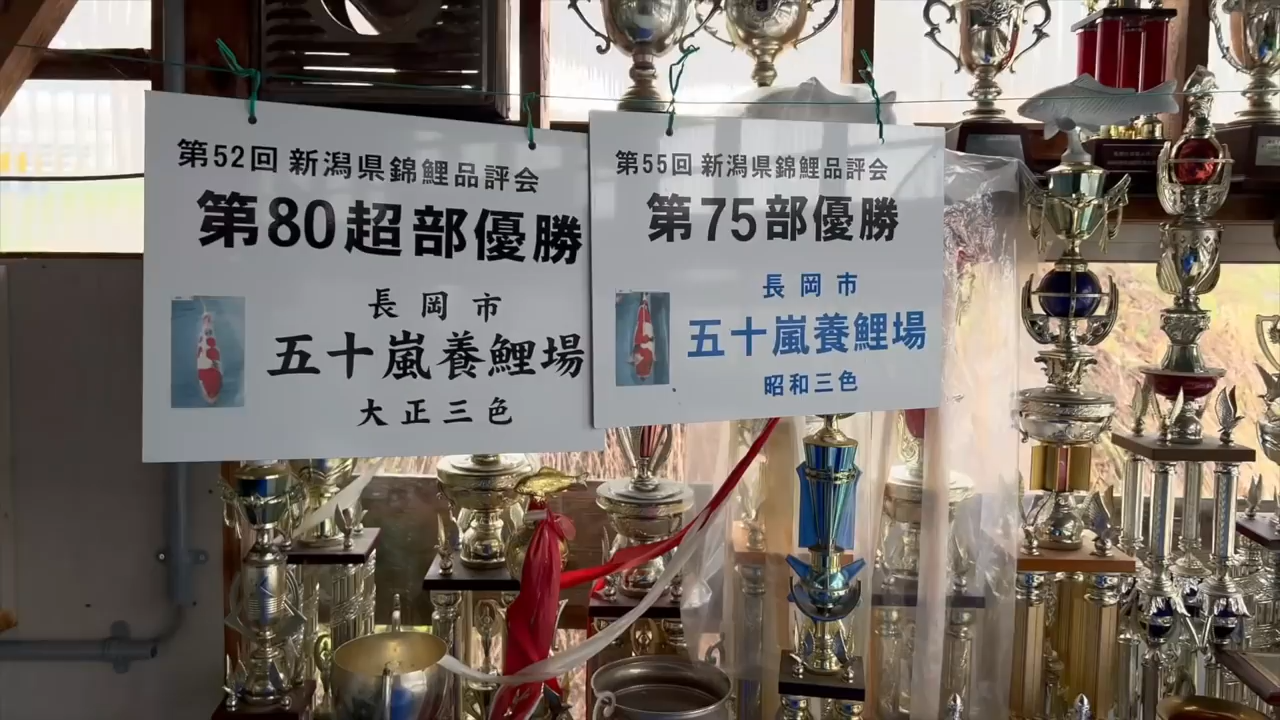 第52回 新潟県錦鯉品評会
第80超部優勝
長岡市
五十嵐養鯉場
大正三色
第55回 新潟県錦鯉品評会
第75部優勝
長岡市
五十嵐養鯉場
昭和三色